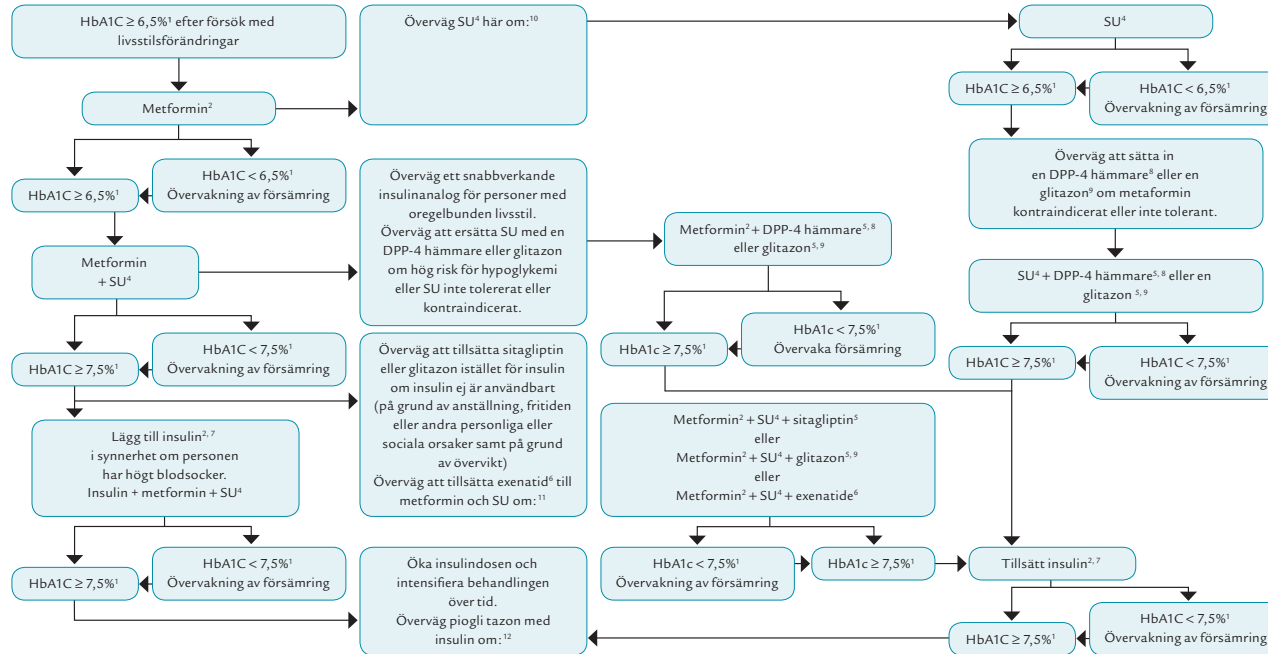 HbA1C ≥ 6,5%¹ efter försök med
livsstilsförändringar
Metformin²
HbA1C ≥ 6,5%¹
HbA1C < 6,5%¹
Övervakning av försämring
Metformin
+ SU⁴
HbA1C ≥ 7,5%¹
HbA1C < 7,5%¹
Övervakning av försämring
Lägg till insulin²,⁷
i synnerhet om personen
har högt blodsocker.
Insulin + metformin + SU⁴
HbA1C ≥ 7,5%¹
HbA1C < 7,5%¹
Övervakning av försämring
Överväg SU⁴ här om:¹⁰
Överväg ett snabbverkande
insulinanalog för personer med
oregelbunden livsstil.
Överväg att ersätta SU med en
DPP-4 hämmare eller glitazon
om hög risk för hypoglykemi
eller SU inte tolererat eller
kontraindicerat.
Överväg att tillsätta sitagliptin
eller glitazon istället för insulin
om insulin ej är användbart
(på grund av anställning, fritiden
eller andra personliga eller
sociala orsaker samt på grund
av övervikt)
Överväg att tillsätta exenatid⁶ till
metformin och SU om:¹¹
Öka insulindosen och
intensifiera behandlingen
över tid.
Överväg piogli tazon med
insulin om:¹²
Metformin² + DPP-4 hämmare⁵,⁸
eller glitazon⁵,⁹
HbA1c ≥ 7,5%¹
HbA1c < 7,5%¹
Övervaka försämring
Metformin² + SU⁴ + sitagliptin⁵
eller
Metformin² + SU⁴ + glitazon⁵,⁹
eller
Metformin² + SU⁴ + exenatide⁶
HbA1c < 7,5%¹
Övervakning av försämring
HbA1c ≥ 7,5%¹
SU⁴
HbA1C ≥ 6,5%¹
HbA1C < 6,5%¹
Övervakning av försämring
Överväg att sätta in
en DPP-4 hämmare⁸ eller en
glitazon⁹ om metaformin
kontraindicerat eller inte tolerant.
SU⁴ + DPP-4 hämmare⁵,⁸ eller en
glitazon ⁵,⁹
HbA1C ≥ 7,5%¹
HbA1C < 7,5%¹
Övervakning av försämring
Tillsätt insulin²,⁷
HbA1C ≥ 7,5%¹
HbA1C < 7,5%¹
Övervakning av försämring